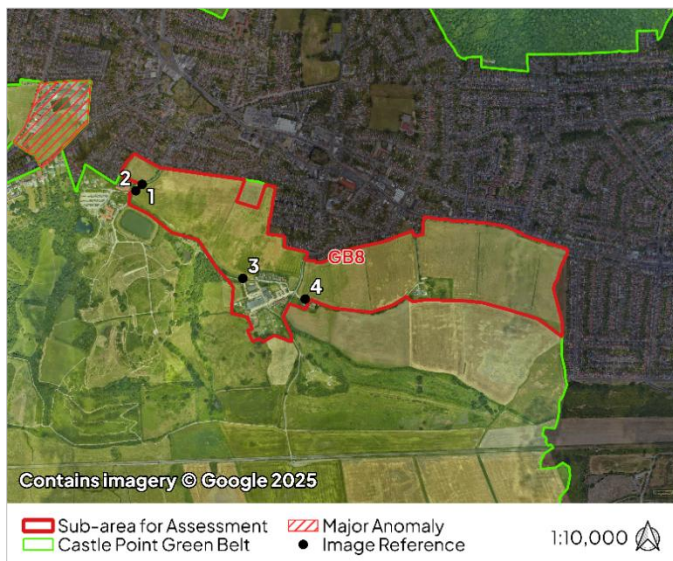 2
1
GB8
3
4
Contains imagery © Google 2025
Sub-area for Assessment
Major Anomaly
Castle Point Green Belt
Image Reference
1:10,000